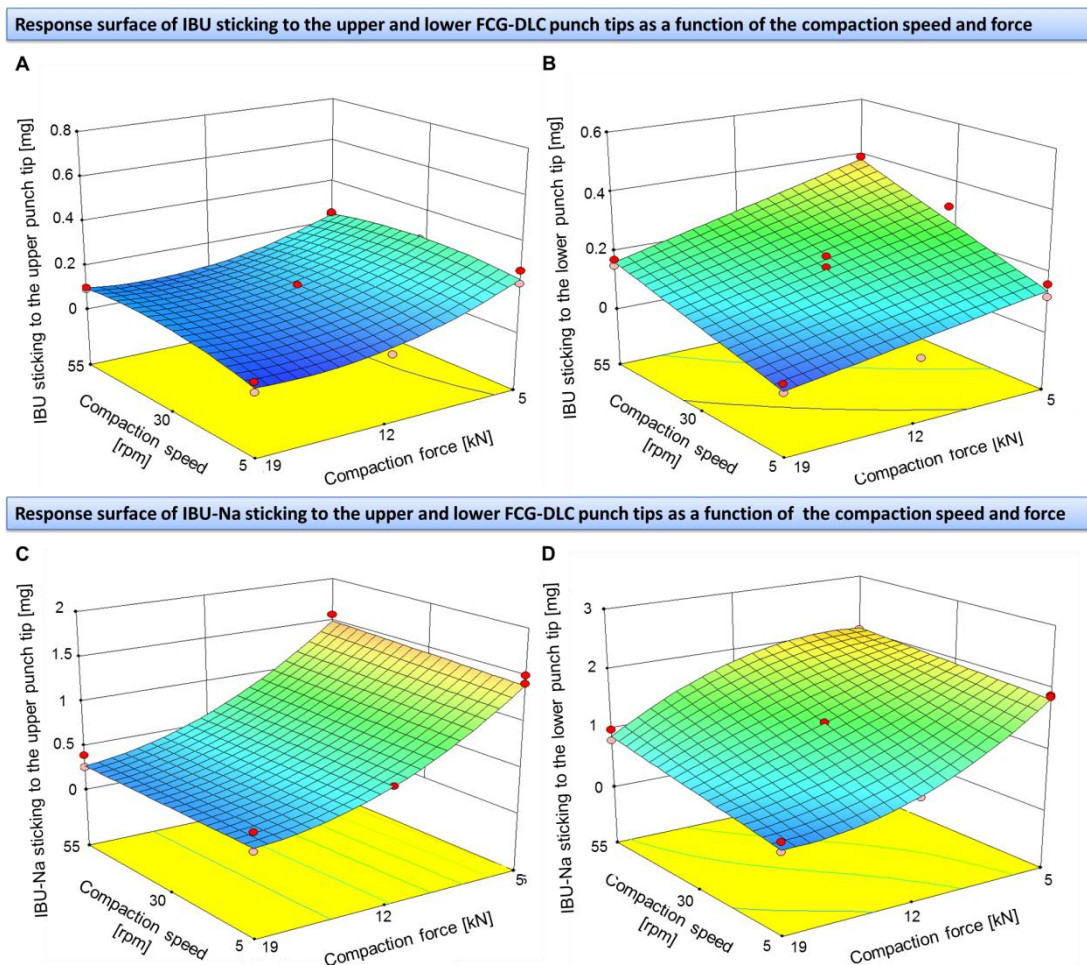 Response surface of IBU sticking to the upper and lower FCG-DLC punch tips as a function of the compaction speed and force
A
IBU sticking to the upper punch tip [mg]
0.8
0.6
0.4
0.2
0
55
30
5
Compaction speed
[rpm]
19
12
5
Compaction force [kN]
B
IBU sticking to the lower punch tip [mg]
0.6
0.4
0.2
0
55
30
5
Compaction speed
[rpm]
19
12
5
Compaction force [kN]
Response surface of IBU-Na sticking to the upper and lower FCG-DLC punch tips as a function of the compaction speed and force
C
IBU-Na sticking to the upper punch tip [mg]
2
1.5
1
0.5
0
55
30
5
Compaction speed
[rpm]
19
12
5
Compaction force [kN]
D
IBU-Na sticking to the lower punch tip [mg]
3
2
1
0
55
30
5
Compaction speed
[rpm]
19
12
5
Compaction force [kN]